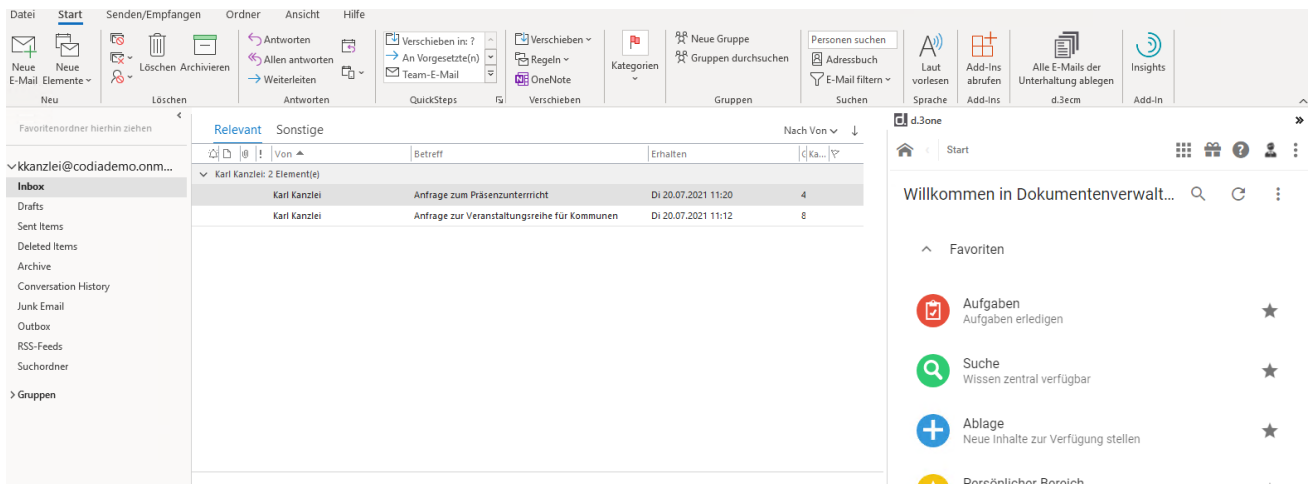 Datei Start Senden/Empfangen Ordner Ansicht Hilfe
Neue E-Mail
Neue Elemente
Löschen Archivieren
Antworten
Allen antworten
Weiterleiten
Verschieben in: ?
An Vorgesetzte(n)
Team-E-Mail
Verschieben
Regeln
OneNote
Kategorien
Neue Gruppe
Gruppen durchsuchen
Personen suchen
Adressbuch
E-Mail filtern
Laut vorlesen
Add-Ins abrufen
Alle E-Mails der Unterhaltung ablegen
Insights
Neu Löschen Antworten QuickSteps Verschieben Gruppen Suchen Sprache Add-Ins d.3ecm Add-In
Favoritenordner hierhin ziehen
kkanzlei@codiademo.onm...
Inbox
Drafts
Sent Items
Deleted Items
Archive
Conversation History
Junk Email
Outbox
RSS-Feeds
Suchordner
Gruppen
Relevant Sonstige Nach Von
Von Betreff Erhalten Ka...
Karl Kanzlei: 2 Element(e)
Karl Kanzlei Anfrage zum Präsenzunterrricht Di 20.07.2021 11:20 4
Karl Kanzlei Anfrage zur Veranstaltungsreihe für Kommunen Di 20.07.2021 11:12 8
d. d.3one
Start
Willkommen in Dokumentenverwalt...
Favoriten
Aufgaben
Aufgaben erledigen
Suche
Wissen zentral verfügbar
Ablage
Neue Inhalte zur Verfügung stellen
Persönlicher Bereich